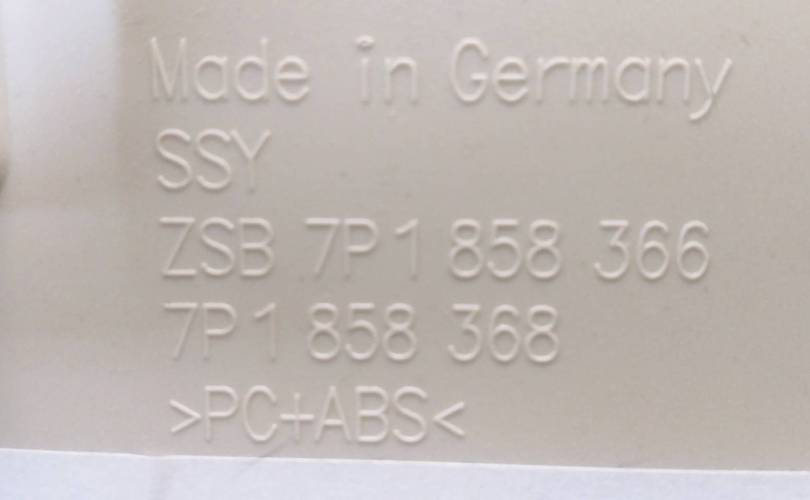 Made in Germany
SSY
ZSB 7P1 858 366
7P1 858 368
>PC+ABS<